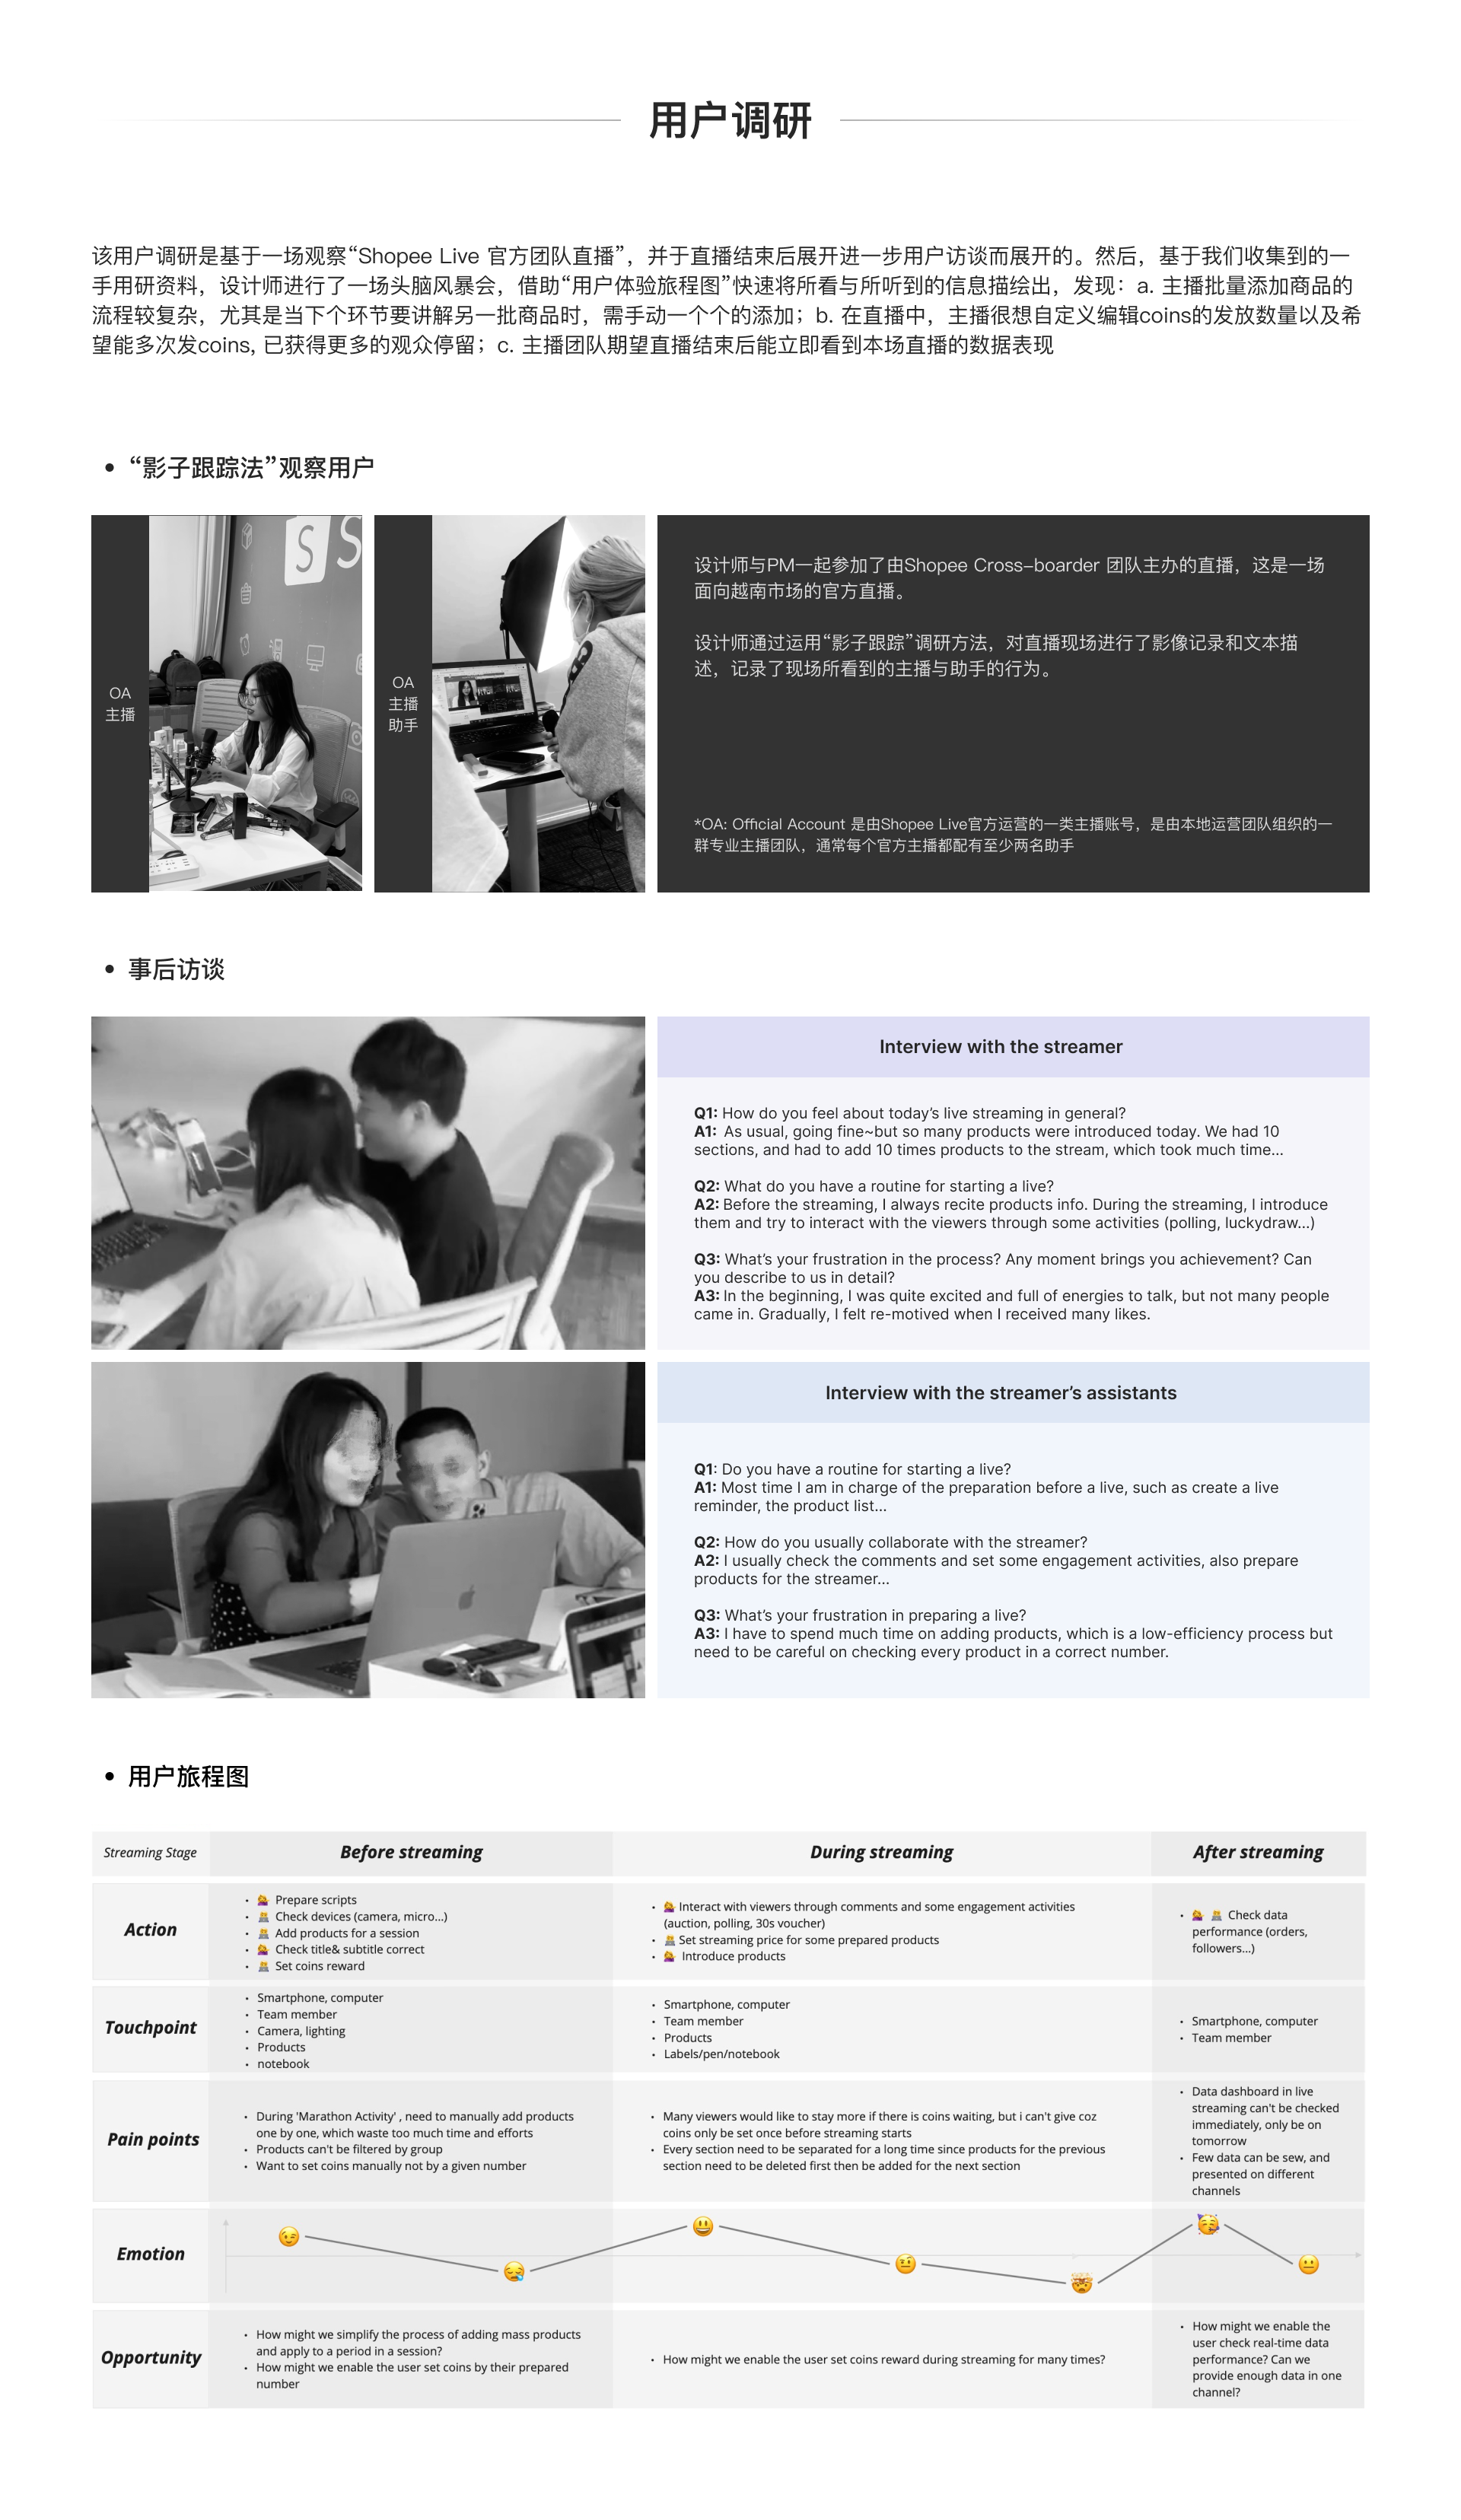 用户调研
该用户调研是基于一场观察“Shopee Live 官方团队直播”，并于直播结束后展开进一步用户访谈而展开的。然后，基于我们收集到的一
手用研资料，设计师进行了一场头脑风暴会，借助“用户体验旅程图”快速将所看与所听到的信息描绘出，发现：a. 主播批量添加商品的
流程较复杂，尤其是当下个环节要讲解另一批商品时，需手动一个个的添加；b. 在直播中，主播很想自定义编辑coins的发放数量以及希
望能多次发coins, 已获得更多的观众停留；c. 主播团队期望直播结束后能立即看到本场直播的数据表现
• “影子跟踪法”观察用户
OA
主播
OA
主播
助手
设计师与PM一起参加了由Shopee Cross-boarder 团队主办的直播，这是一场
面向越南市场的官方直播。
设计师通过运用“影子跟踪”调研方法，对直播现场进行了影像记录和文本描
述，记录了现场所看到的主播与助手的行为。
*OA: Official Account 是由Shopee Live官方运营的一类主播账号，是由本地运营团队组织的一
群专业主播团队，通常每个官方主播都配有至少两名助手
• 事后访谈
Interview with the streamer
Q1: How do you feel about today’s live streaming in general?
A1: As usual, going fine~but so many products were introduced today. We had 10
sections, and had to add 10 times products to the stream, which took much time...
Q2: What do you have a routine for starting a live?
A2: Before the streaming, I always recite products info. During the streaming, I introduce
them and try to interact with the viewers through some activities (polling, luckydraw...)
Q3: What’s your frustration in the process? Any moment brings you achievement? Can
you describe to us in detail?
A3: In the beginning, I was quite excited and full of energies to talk, but not many people
came in. Gradually, I felt re-motived when I received many likes.
Interview with the streamer’s assistants
Q1: Do you have a routine for starting a live?
A1: Most time I am in charge of the preparation before a live, such as create a live
reminder, the product list...
Q2: How do you usually collaborate with the streamer?
A2: I usually check the comments and set some engagement activities, also prepare
products for the streamer...
Q3: What’s your frustration in preparing a live?
A3: I have to spend much time on adding products, which is a low-efficiency process but
need to be careful on checking every product in a correct number.
• 用户旅程图
Streaming Stage
Before streaming
During streaming
After streaming
Action
• Prepare scripts
• Check devices (camera, micro...)
• Add products for a session
• Check title& subtitle correct
• Set coins reward
• Interact with viewers through comments and some engagement activities
(auction, polling, 30s voucher)
• Set streaming price for some prepared products
• Introduce products
• Check data
performance (orders,
followers...)
Touchpoint
• Smartphone, computer
• Team member
• Camera, lighting
• Products
• notebook
• Smartphone, computer
• Team member
• Products
• Labels/pen/notebook
• Smartphone, computer
• Team member
Pain points
• During 'Marathon Activity' , need to manually add products
one by one, which waste too much time and efforts
• Products can't be filtered by group
• Want to set coins manually not by a given number
• Many viewers would like to stay more if there is coins waiting, but i can't give coz
coins only be set once before streaming starts
• Every section need to be separated for a long time since products for the previous
section need to be deleted first then be added for the next section
• Data dashboard in live
streaming can't be checked
immediately, only be on
tomorrow
• Few data can be sew, and
presented on different
channels
Emotion
Opportunity
• How might we simplify the process of adding mass products
and apply to a period in a session?
• How might we enable the user set coins by their prepared
number
• How might we enable the user set coins reward during streaming for many times?
• How might we enable the
user check real-time data
performance? Can we
provide enough data in one
channel?